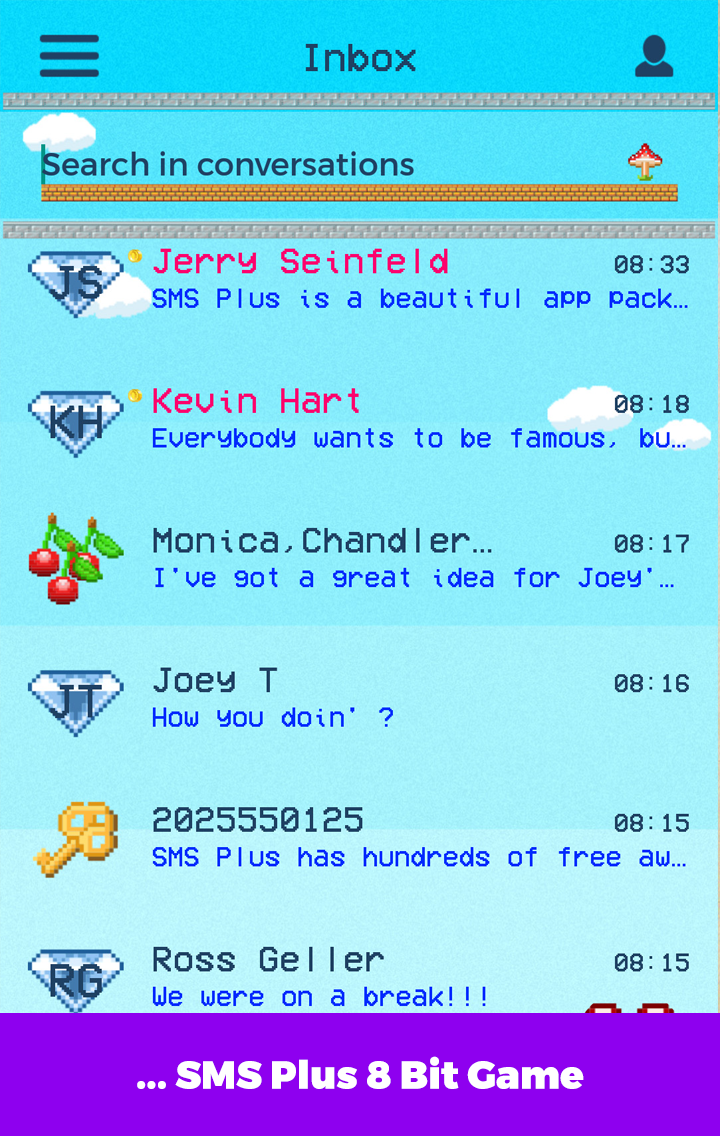 Inbox
Search in conversations
JS
Jerry Seinfeld
08:33
SMS Plus is a beautiful app pack…
KH
Kevin Hart
08:18
Everybody wants to be famous, bu…
Monica,Chandler…
08:17
I've got a great idea for Joey'…
JT
Joey T
08:16
How you doin' ?
2025550125
08:15
SMS Plus has hundreds of free aw…
RG
Ross Geller
08:15
We were on a break!!!
... SMS Plus 8 Bit Game